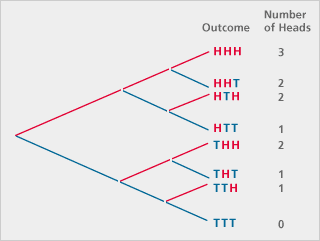 Outcome Number of Heads
HHH 3
HHT 2
HTH 2
HTT 1
THH 2
THT 1
TTH 1
TTT 0